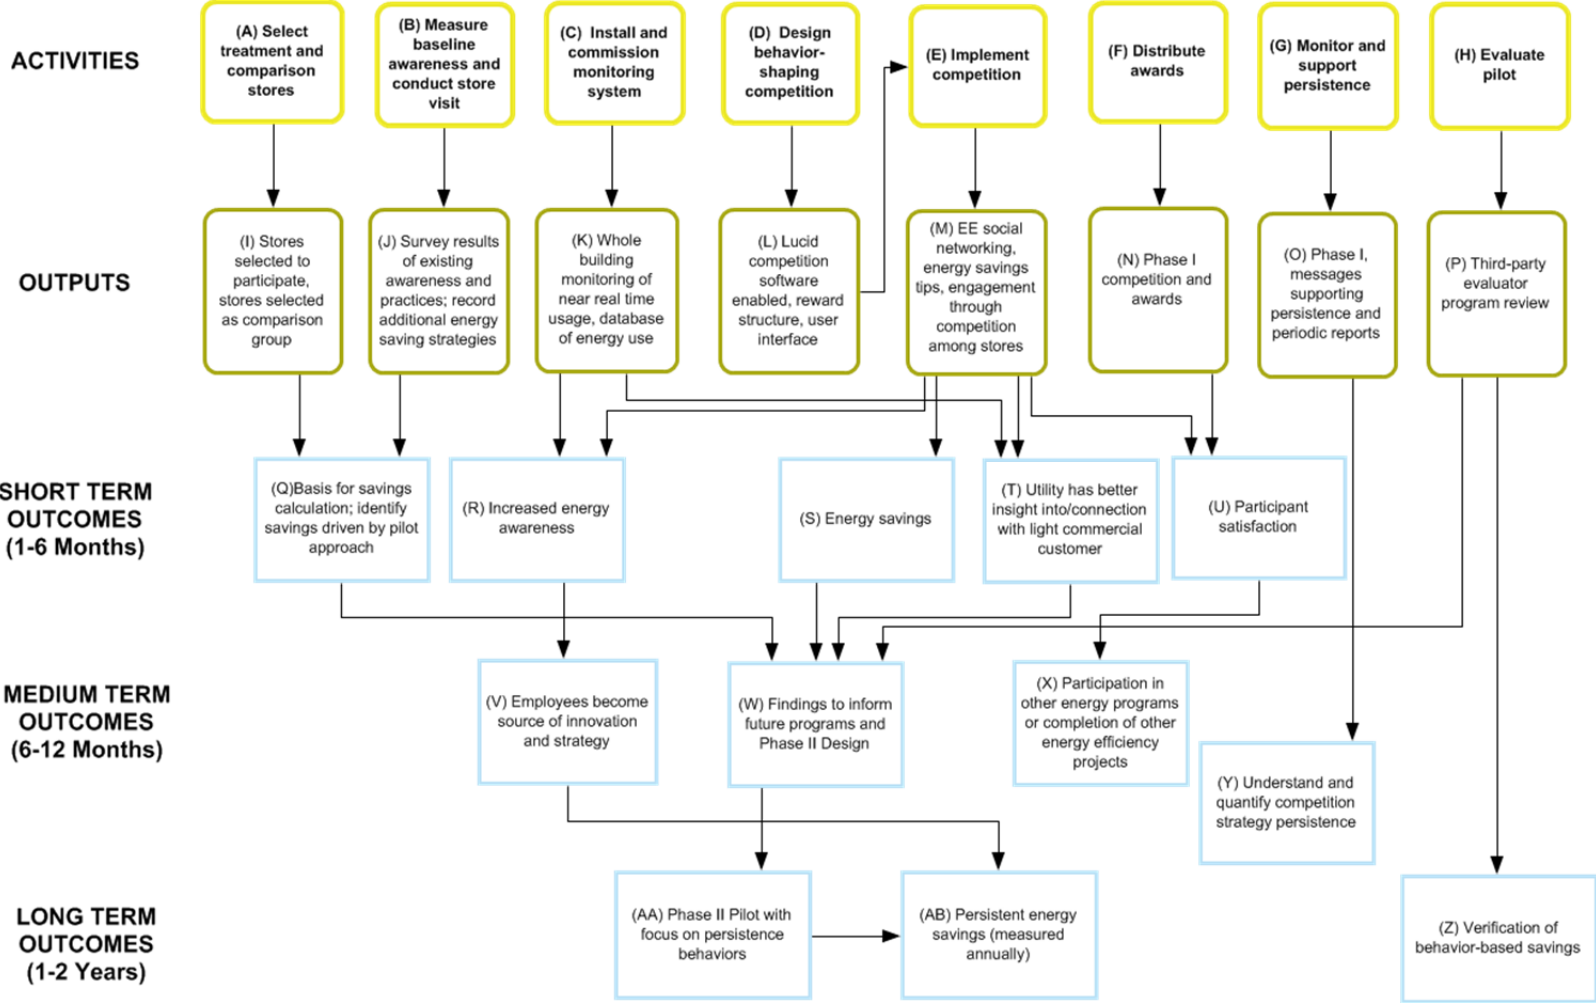 ACTIVITIES
(A) Select
treatment and
comparison
stores
(B) Measure
baseline
awareness and
conduct store
visit
(C) Install and
commission
monitoring
system
(D) Design
behavior-
shaping
competition
(E) Implement
competition
(F) Distribute
awards
(G) Monitor and
support
persistence
(H) Evaluate
pilot
OUTPUTS
(I) Stores
selected to
participate,
stores selected
as comparison
group
(J) Survey results
of existing
awareness and
practices; record
additional energy
saving strategies
(K) Whole
building
monitoring of
near real time
usage, database
of energy use
(L) Lucid
competition
software
enabled, reward
structure, user
interface
(M) EE social
networking,
energy savings
tips, engagement
through
competition
among stores
(N) Phase I
competition and
awards
(O) Phase I,
messages
supporting
persistence and
periodic reports
(P) Third-party
evaluator
program review
SHORT TERM
OUTCOMES
(1-6 Months)
(Q)Basis for savings
calculation; identify
savings driven by pilot
approach
(R) Increased energy
awareness
(S) Energy savings
(T) Utility has better
insight into/connection
with light commercial
customer
(U) Participant
satisfaction
MEDIUM TERM
OUTCOMES
(6-12 Months)
(V) Employees become
source of innovation
and strategy
(W) Findings to inform
future programs and
Phase II Design
(X) Participation in
other energy programs
or completion of other
energy efficiency
projects
(Y) Understand and
quantify competition
strategy persistence
LONG TERM
OUTCOMES
(1-2 Years)
(AA) Phase II Pilot with
focus on persistence
behaviors
(AB) Persistent energy
savings (measured
annually)
(Z) Verification of
behavior-based savings